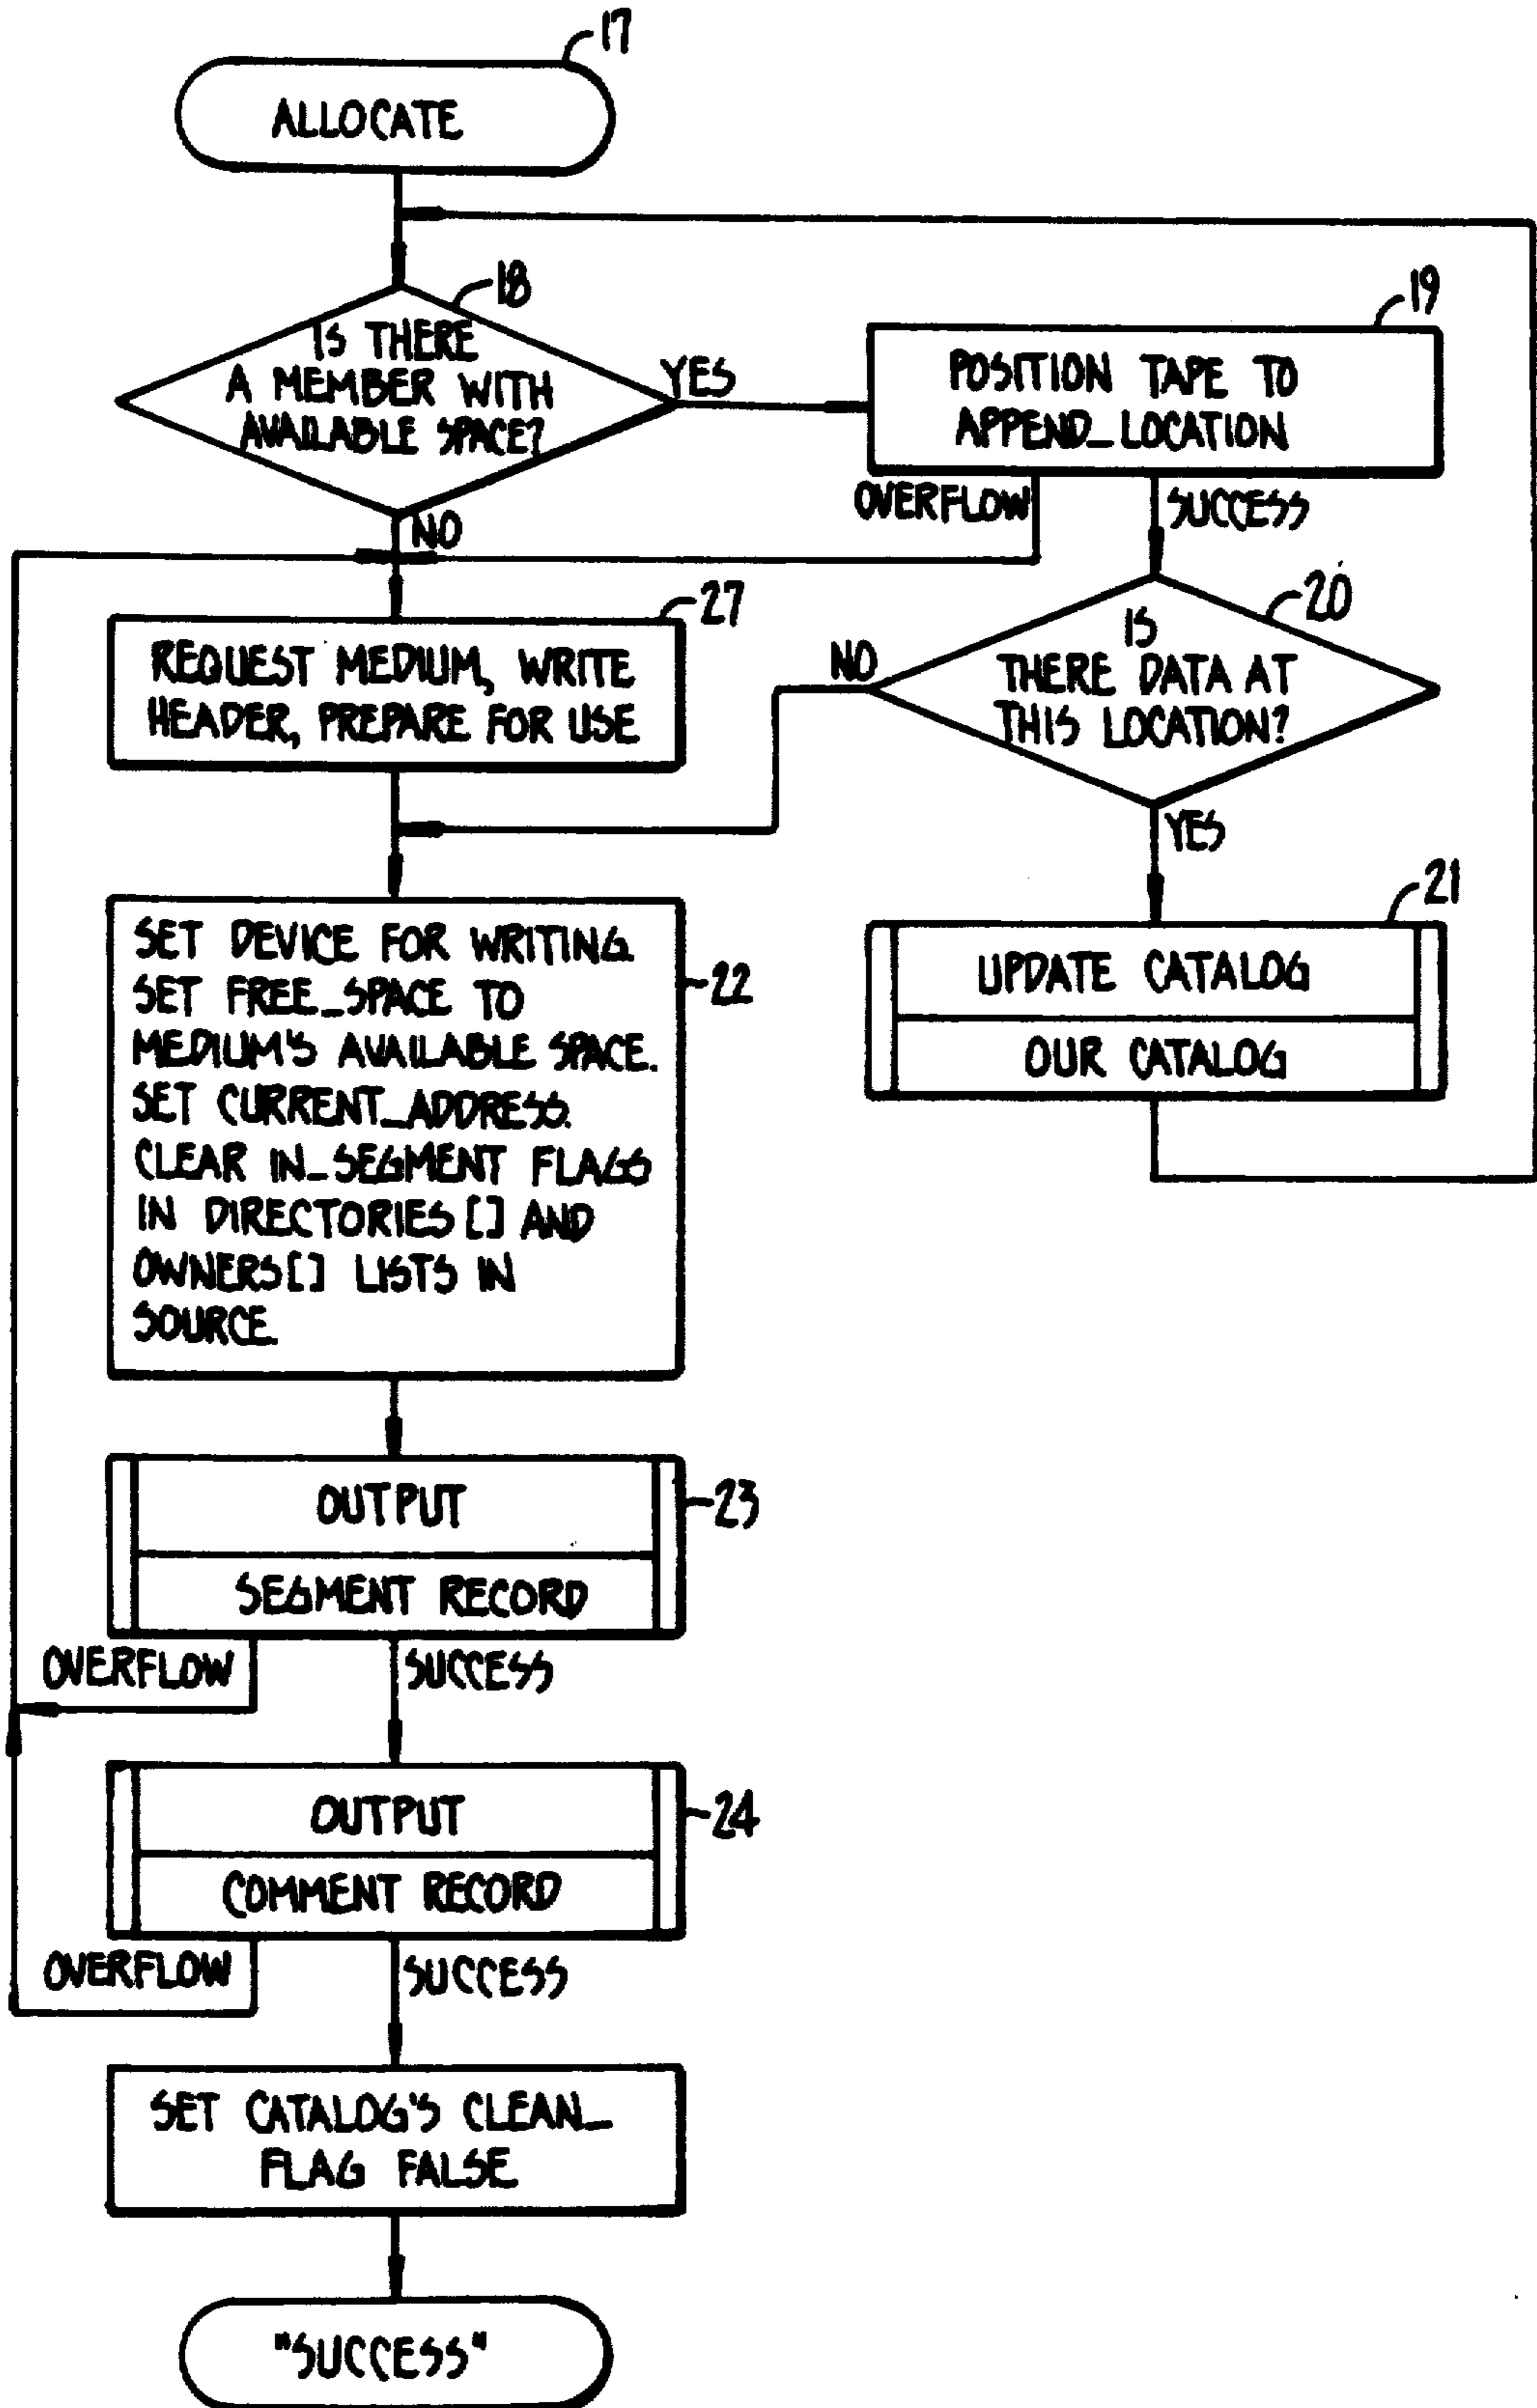 17
ALLOCATE
18
IS THERE
A MEMBER WITH
AVAILABLE SPACE?
YES
NO
19
POSITION TAPE TO
APPEND_LOCATION
OVERFLOW
SUCCESS
20
IS
THERE DATA AT
THIS LOCATION?
NO
YES
27
REQUEST MEDIUM, WRITE
HEADER, PREPARE FOR USE
21
UPDATE CATALOG
OUR CATALOG
SET DEVICE FOR WRITING.
SET FREE_SPACE TO
MEDIUM'S AVAILABLE SPACE.
SET CURRENT_ADDRESS.
CLEAR IN_SEGMENT FLAGS
IN DIRECTORIES[] AND
OWNERS[] LISTS IN
SOURCE.
22
OUTPUT
SEGMENT RECORD
23
OVERFLOW
SUCCESS
OUTPUT
COMMENT RECORD
24
OVERFLOW
SUCCESS
SET CATALOG'S CLEAN_
FLAG FALSE.
"SUCCESS"